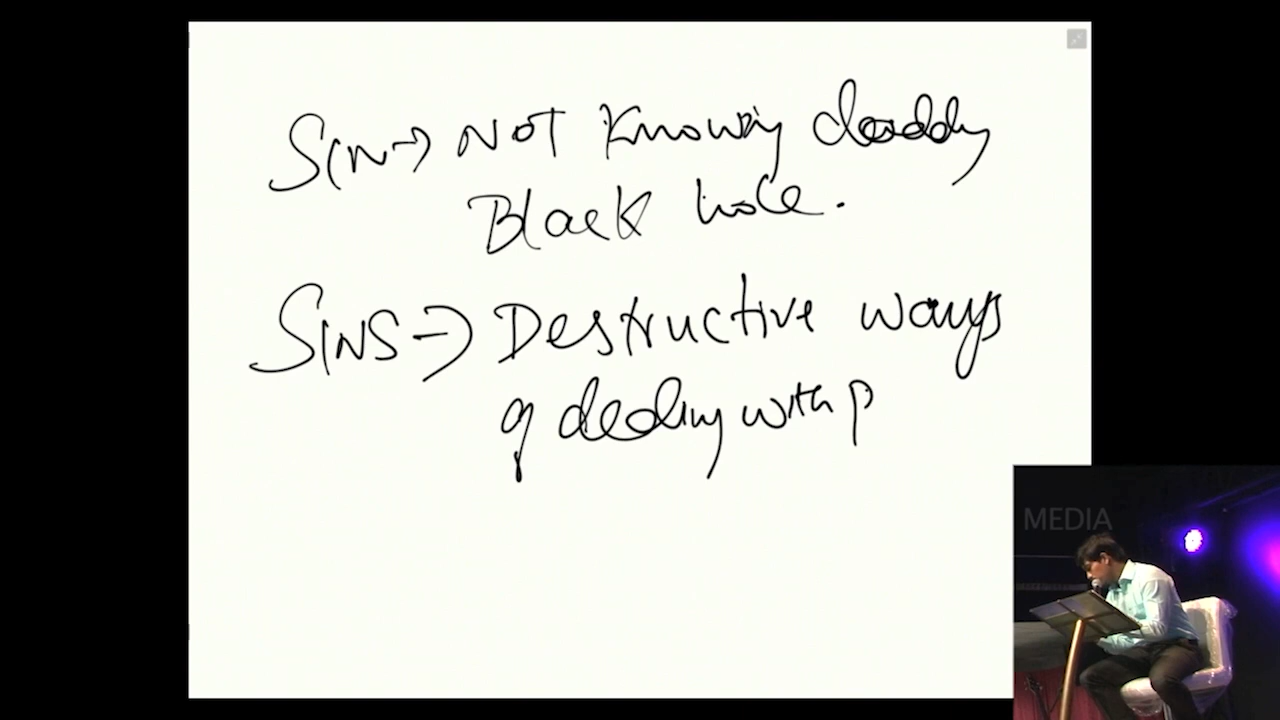 SIN → NOT Knowing daddy
Black hole.
SINS → Destructive ways
of dealing with p
MEDIA